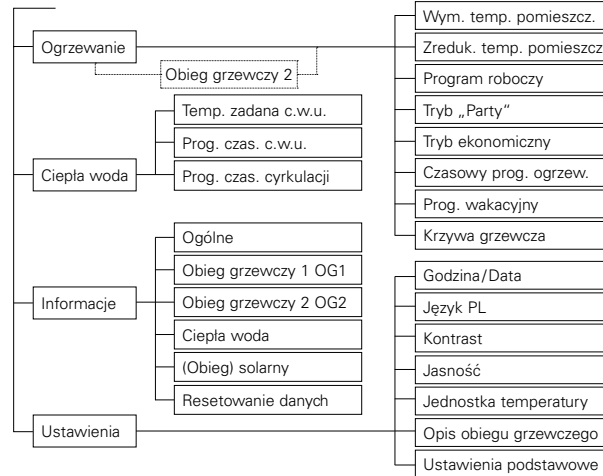 Ogrzewanie
Obieg grzewczy 2
Wym. temp. pomieszcz.
Zreduk. temp. pomieszcz
Program roboczy
Tryb „Party“
Tryb ekonomiczny
Czasowy prog. ogrzew.
Prog. wakacyjny
Krzywa grzewcza
Ciepła woda
Temp. zadana c.w.u.
Prog. czas. c.w.u.
Prog. czas. cyrkulacji
Informacje
Ogólne
Obieg grzewczy 1 OG1
Obieg grzewczy 2 OG2
Ciepła woda
(Obieg) solarny
Resetowanie danych
Ustawienia
Godzina/Data
Język PL
Kontrast
Jasność
Jednostka temperatury
Opis obiegu grzewczego
Ustawienia podstawowe